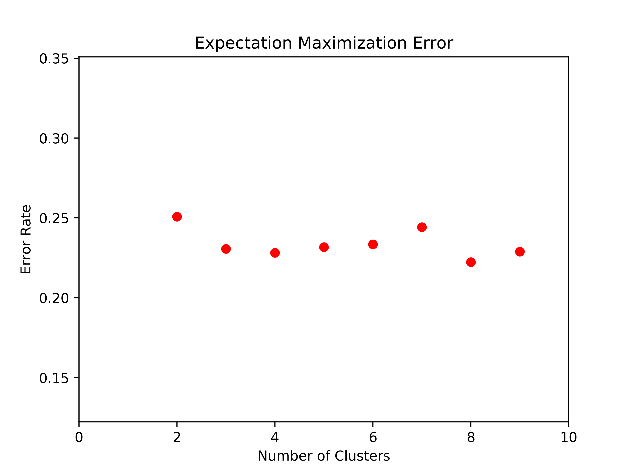 Expectation Maximization Error
0.35
0.30
0.25
0.20
0.15
Error Rate
0 2 4 6 8 10
Number of Clusters